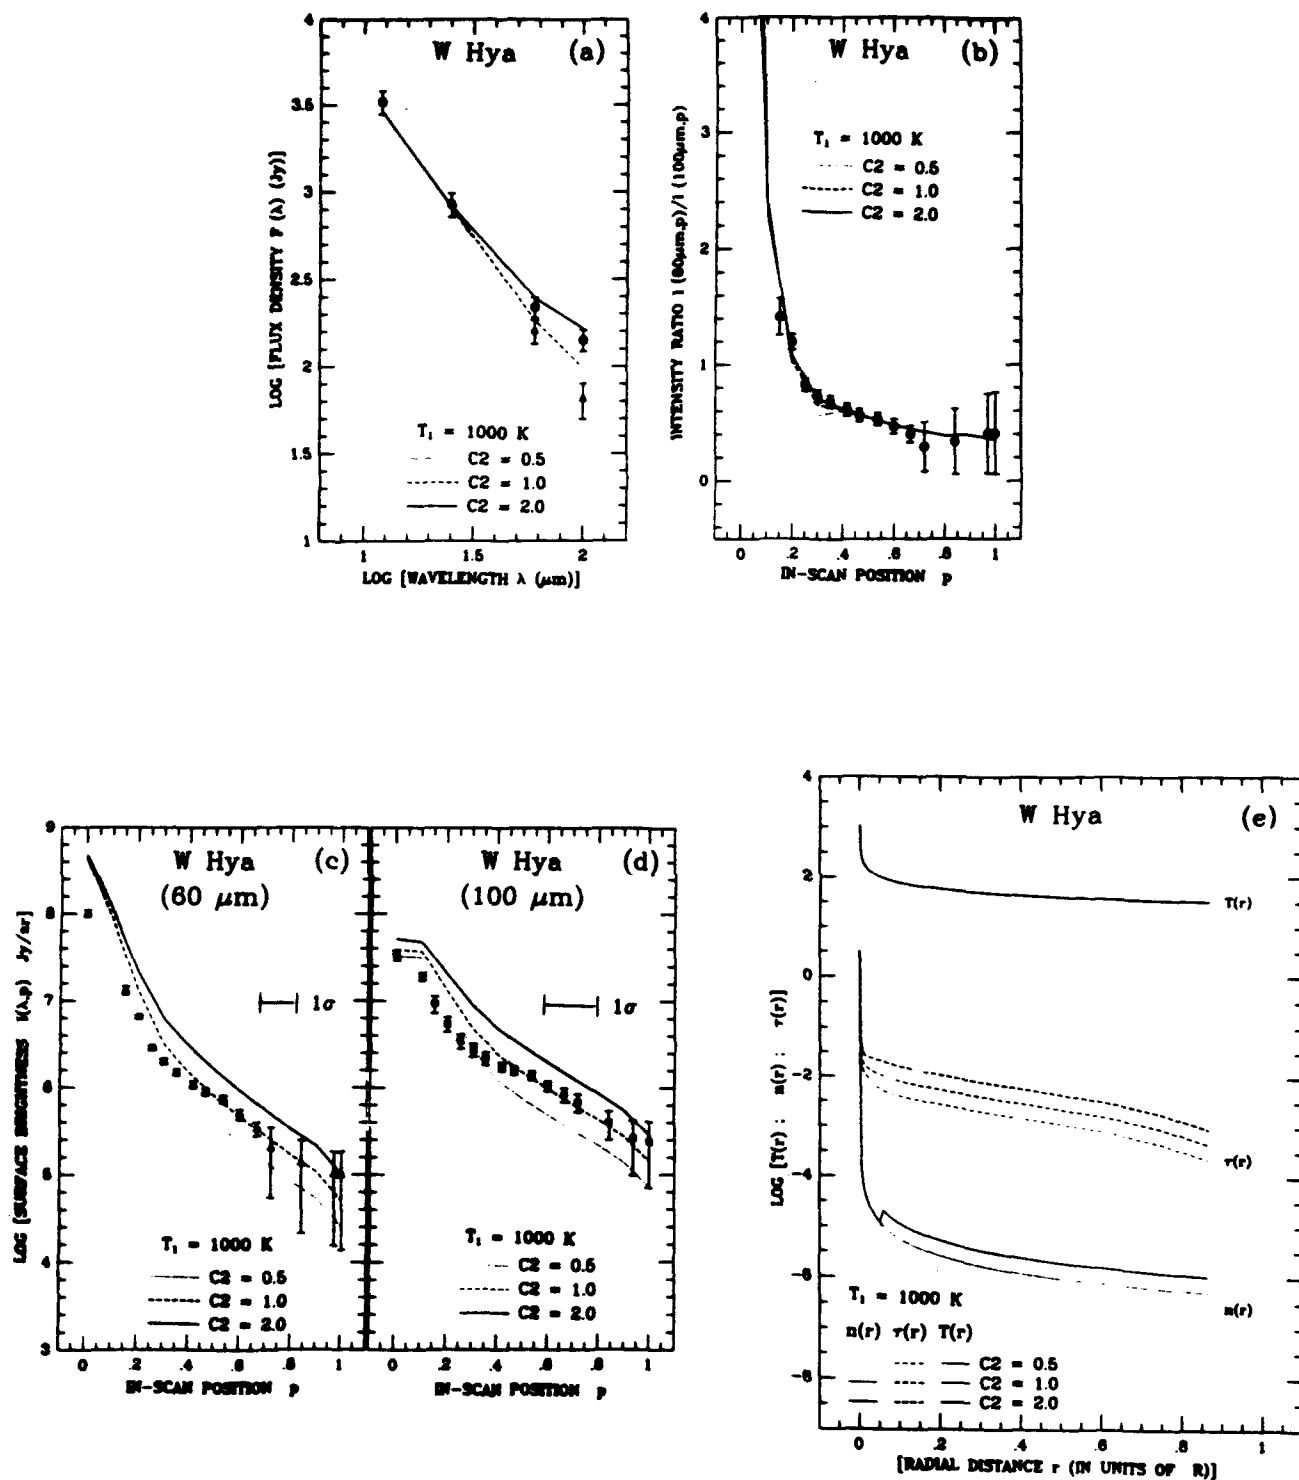 W Hya (a)
4
3.5
3
2.5
2
1.5
1
LOG [FLUX DENSITY F (λ) (Jy)]
T₁ = 1000 K
C2 = 0.5
C2 = 1.0
C2 = 2.0
1 1.5 2
LOG [WAVELENGTH λ (μm)]
W Hya (b)
4
3
2
1
0
INTENSITY RATIO I (60μm.p)/I (100μm.p)
T₁ = 1000 K
C2 = 0.5
C2 = 1.0
C2 = 2.0
0 .2 .4 .6 .8 1
IN-SCAN POSITION p
W Hya (c)
(60 μm)
9
8
7
6
5
4
3
LOG [SURFACE BRIGHTNESS I(λ.p) Jy/sr]
1σ
T₁ = 1000 K
C2 = 0.5
C2 = 1.0
C2 = 2.0
0 .2 .4 .6 .8 1
IN-SCAN POSITION p
W Hya (d)
(100 μm)
1σ
T₁ = 1000 K
C2 = 0.5
C2 = 1.0
C2 = 2.0
0 .2 .4 .6 .8 1
IN-SCAN POSITION p
W Hya (e)
4
2
0
-2
-4
-6
-8
LOG [T(r) : n(r) : τ(r)]
T(r)
τ(r)
n(r)
T₁ = 1000 K
n(r) τ(r) T(r)
C2 = 0.5
C2 = 1.0
C2 = 2.0
0 .2 .4 .6 .8 1
[RADIAL DISTANCE r (IN UNITS OF R)]